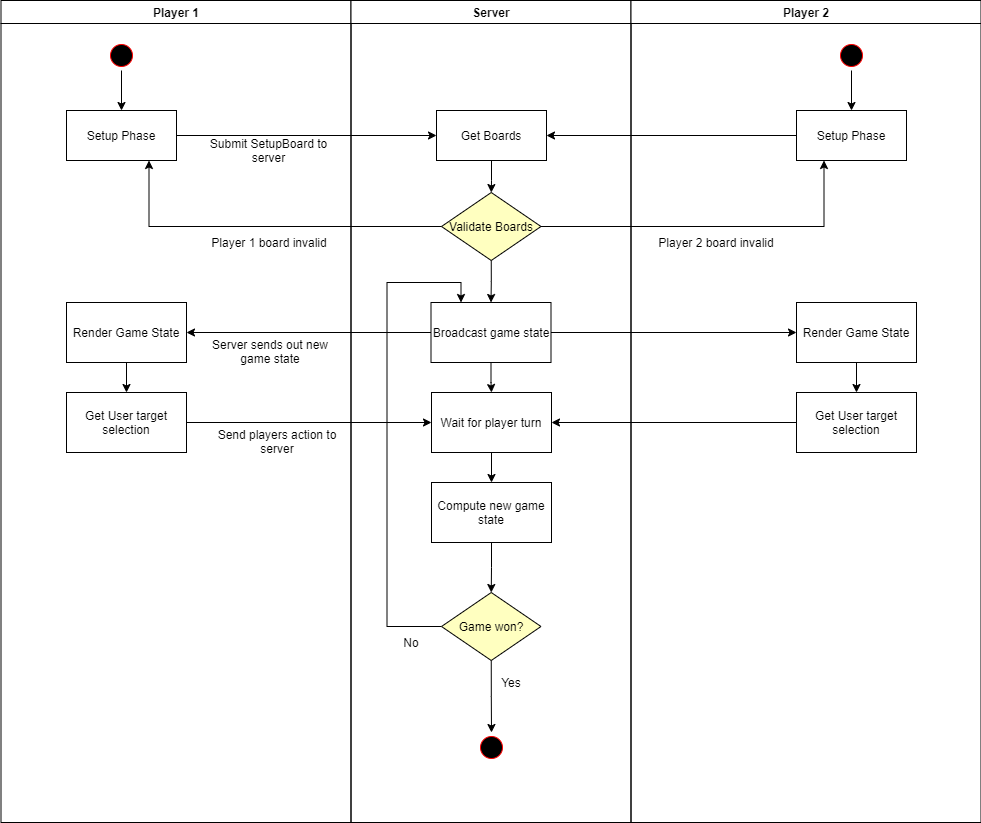 Player 1
Server
Player 2
Setup Phase
Get Boards
Setup Phase
Submit SetupBoard to
server
Validate Boards
Player 1 board invalid
Player 2 board invalid
Render Game State
Broadcast game state
Render Game State
Server sends out new
game state
Get User target
selection
Wait for player turn
Get User target
selection
Send players action to
server
Compute new game
state
Game won?
No
Yes